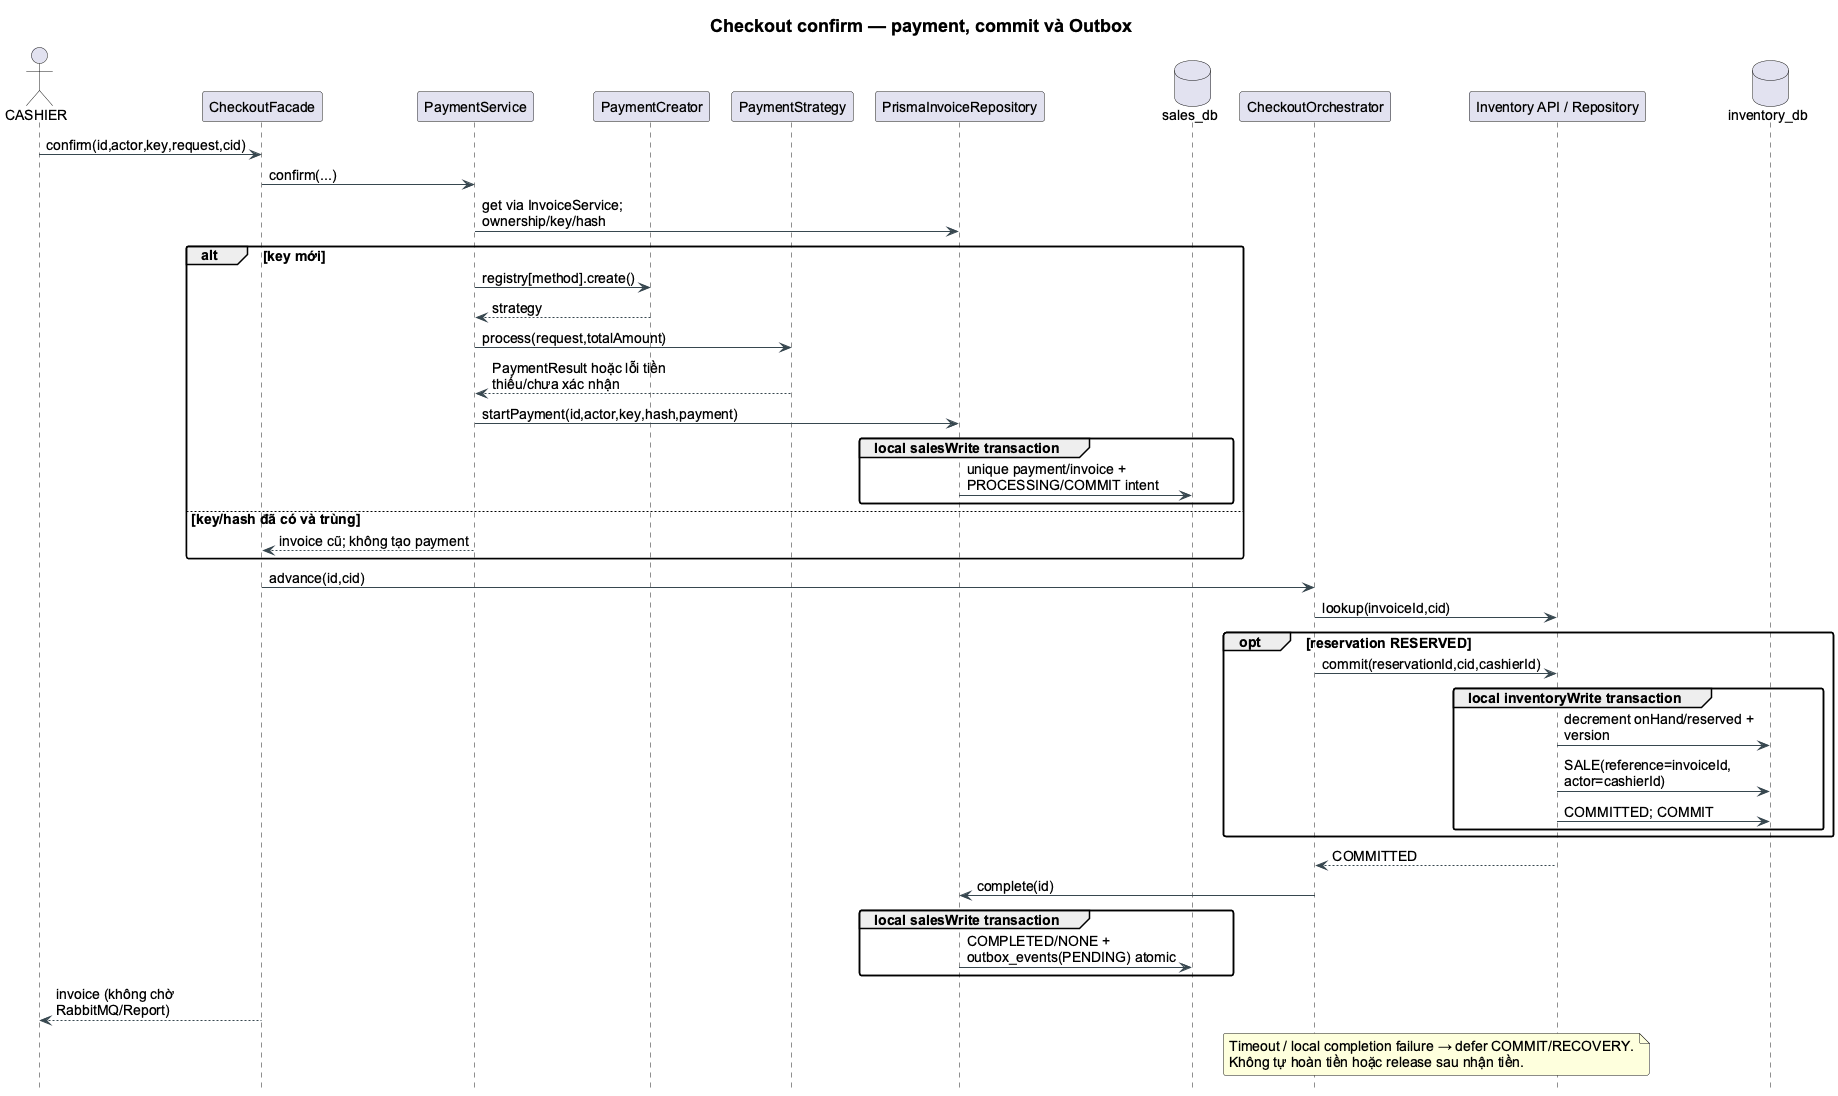 Checkout confirm — payment, commit và Outbox
CASHIER
CheckoutFacade
PaymentService
PaymentCreator
PaymentStrategy
PrismaInvoiceRepository
sales_db
CheckoutOrchestrator
Inventory API / Repository
inventory_db
confirm(id,actor,key,request,cid)
confirm(...)
get via InvoiceService;
ownership/key/hash
alt
[key mới]
registry[method].create()
strategy
process(request,totalAmount)
PaymentResult hoặc lỗi tiền
thiếu/chưa xác nhận
startPayment(id,actor,key,hash,payment)
local salesWrite transaction
unique payment/invoice +
PROCESSING/COMMIT intent
[key/hash đã có và trùng]
invoice cũ; không tạo payment
advance(id,cid)
lookup(invoiceId,cid)
opt
[reservation RESERVED]
commit(reservationId,cid,cashierId)
local inventoryWrite transaction
decrement onHand/reserved +
version
SALE(reference=invoiceId,
actor=cashierId)
COMMITTED; COMMIT
COMMITTED
complete(id)
local salesWrite transaction
COMPLETED/NONE +
outbox_events(PENDING) atomic
invoice (không chờ
RabbitMQ/Report)
Timeout / local completion failure → defer COMMIT/RECOVERY.
Không tự hoàn tiền hoặc release sau nhận tiền.